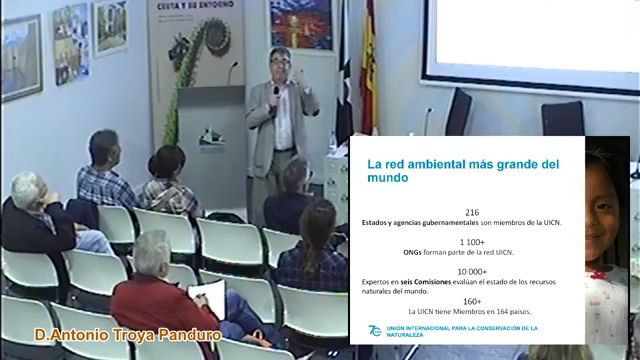 CEUTA Y SU ENTORNO
La red ambiental más grande del
mundo
216
Estados y agencias gubernamentales son miembros de la UICN.
1 100+
ONGs forman parte de la red UICN.
10 000+
Expertos en seis Comisiones evalúan el estado de los recursos
naturales del mundo.
160+
La UICN tiene Miembros en 164 países.
UNIÓN INTERNACIONAL PARA LA CONSERVACIÓN DE LA
NATURALEZA
D.Antonio Troya Panduro